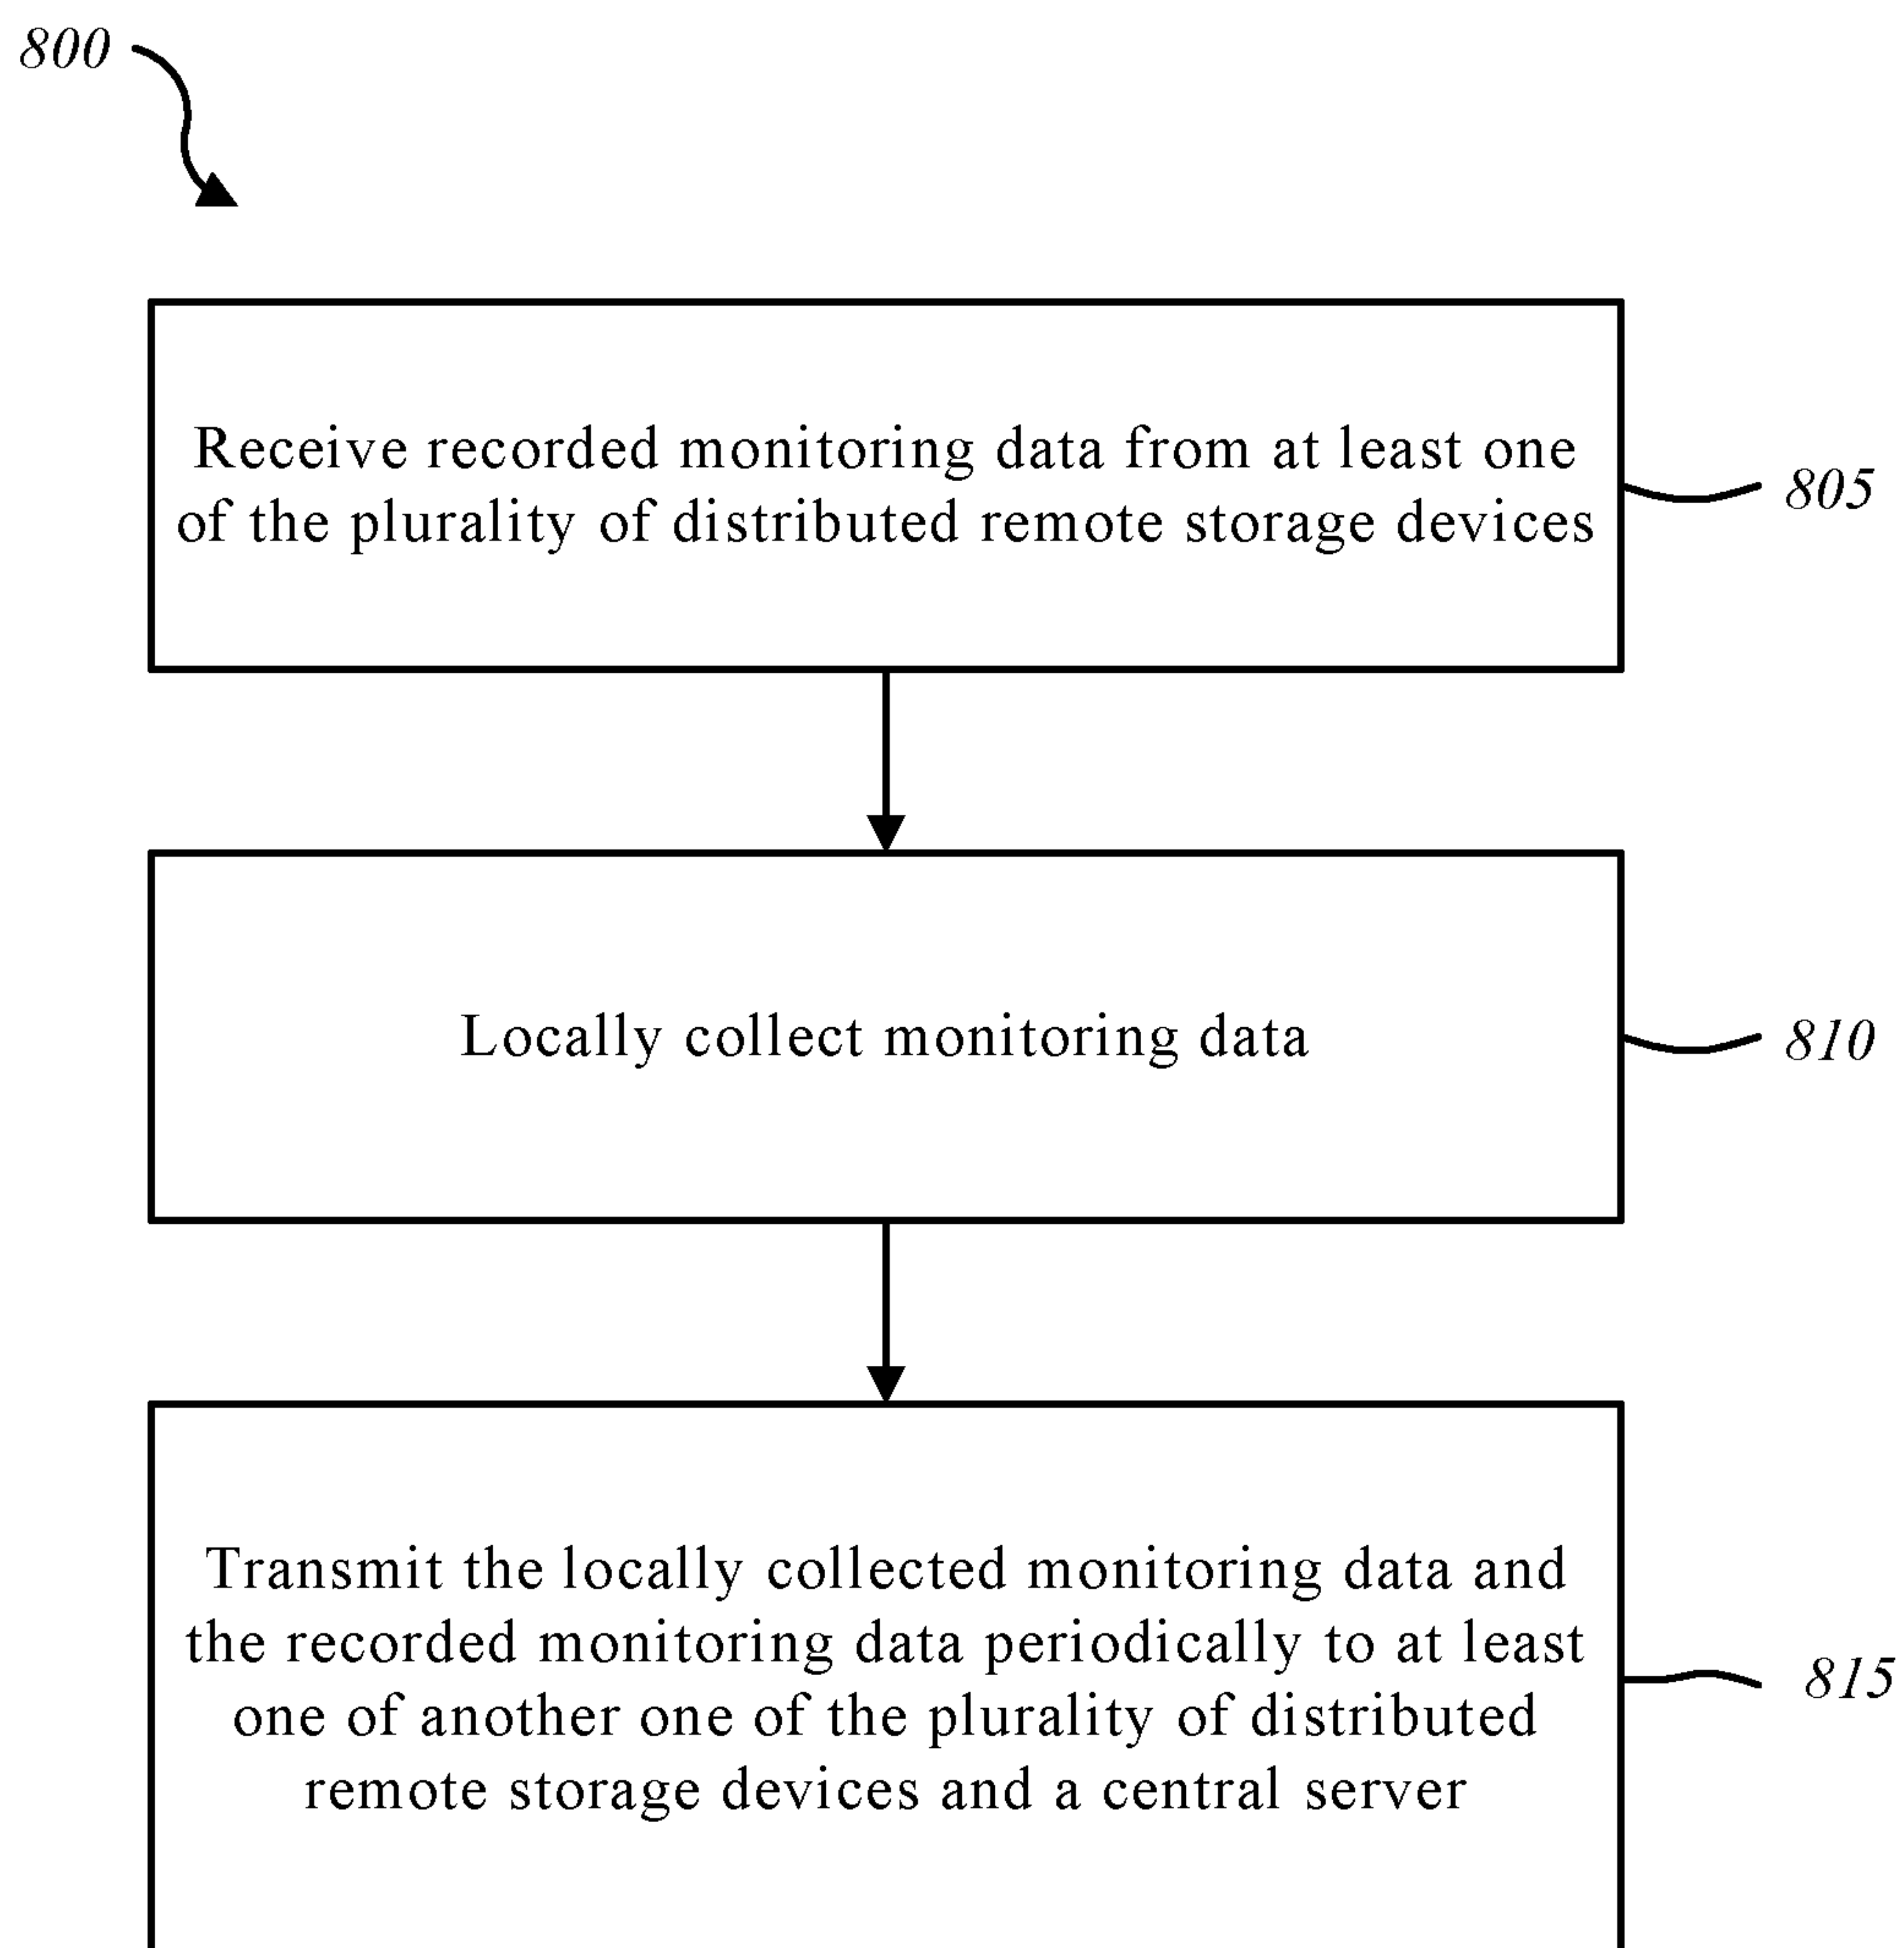 800
Receive recorded monitoring data from at least one
of the plurality of distributed remote storage devices
805
Locally collect monitoring data
810
Transmit the locally collected monitoring data and
the recorded monitoring data periodically to at least
one of another one of the plurality of distributed
remote storage devices and a central server
815